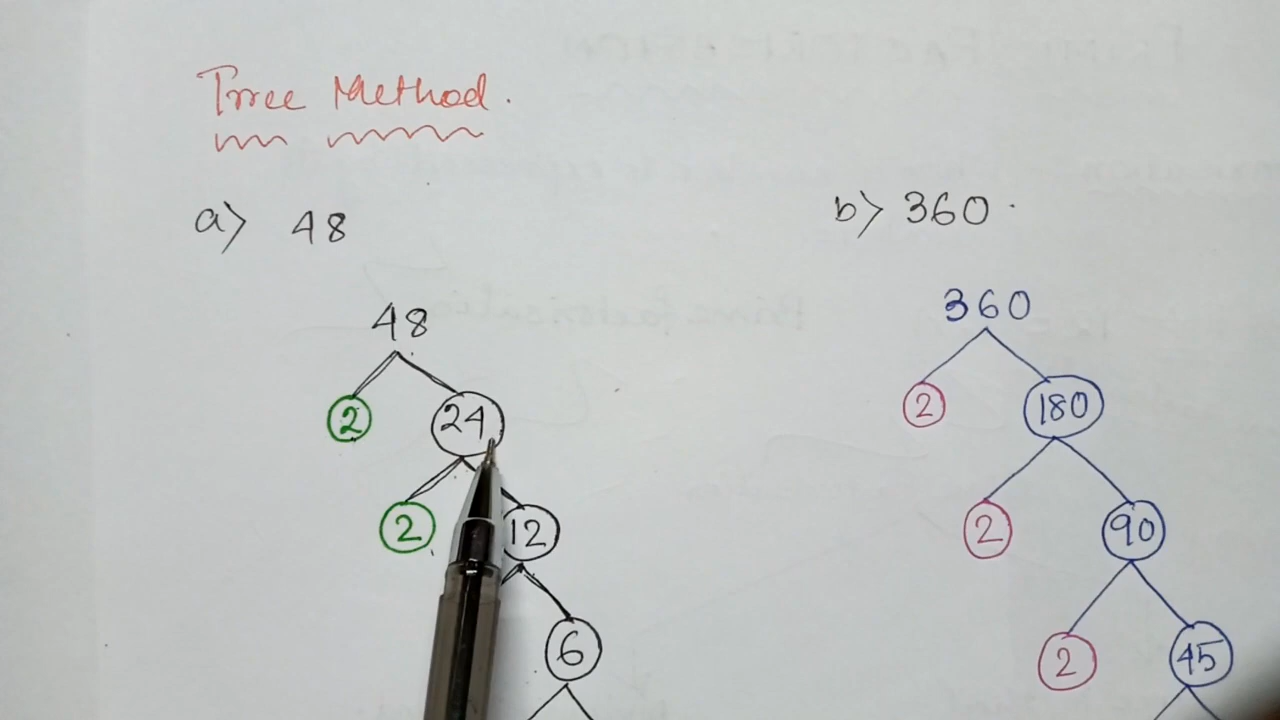 Tree Method.
a) 48
b) 360.
48
2 24
2 12
6
360
2 180
2 90
2 45